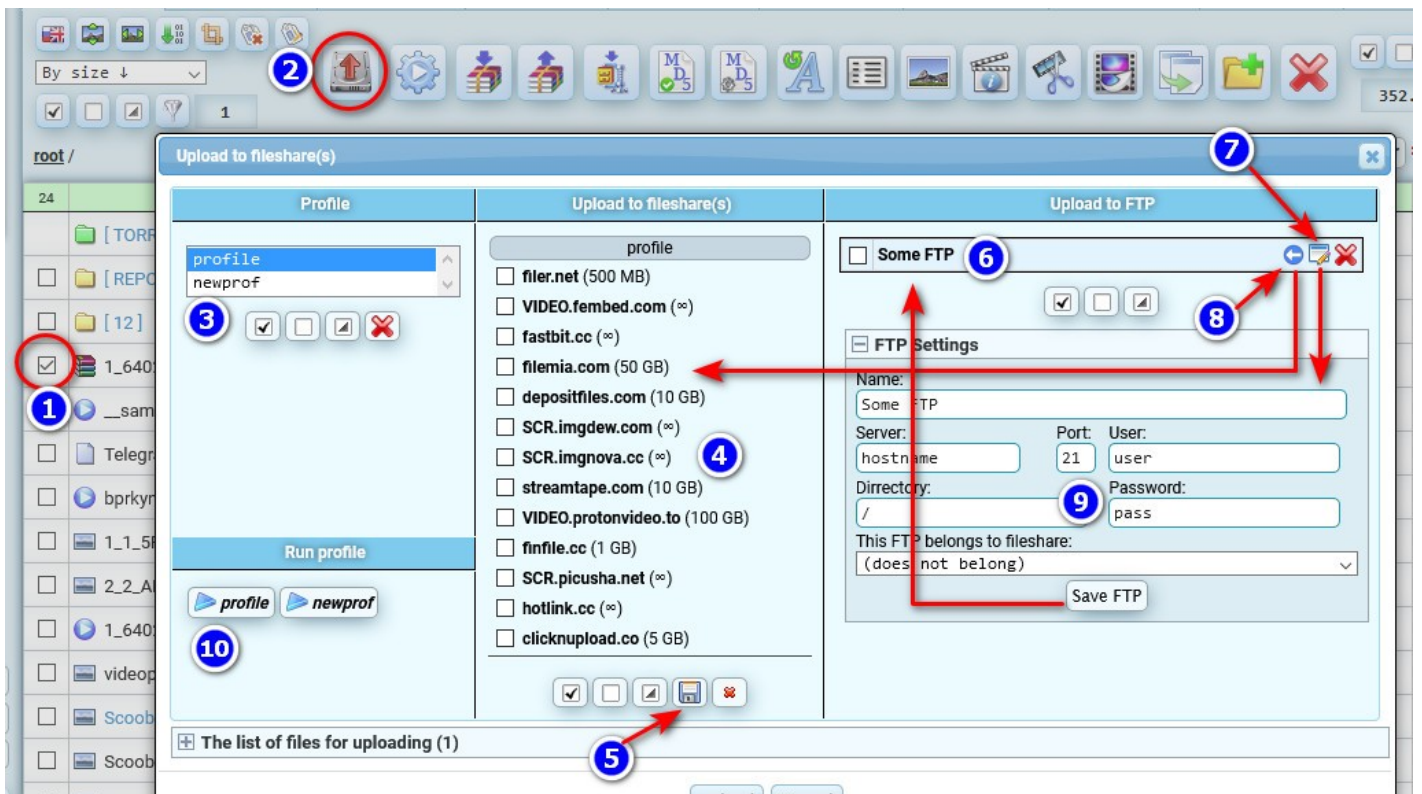 By size ↓
1
2
MD5
MD5
A
352.
root /
Upload to fileshare(s)
7
24
Profile
Upload to fileshare(s)
Upload to FTP
[ TORR
[ REPO
[ 12 ]
1_640
__sam
Telegr
bprkyr
1_1_5
2_2_A
1_640
videop
Scoob
Scoob
1
profile
newprof
3
Run profile
profile
newprof
10
profile
filer.net (500 MB)
VIDEO.fembed.com (∞)
fastbit.cc (∞)
filemia.com (50 GB)
depositfiles.com (10 GB)
SCR.imgdew.com (∞)
SCR.imgnova.cc (∞)
4
streamtape.com (10 GB)
VIDEO.protonvideo.to (100 GB)
finfile.cc (1 GB)
SCR.picusha.net (∞)
hotlink.cc (∞)
clicknupload.co (5 GB)
5
Some FTP
6
8
FTP Settings
Name:
Some FTP
Server: Port: User:
hostname 21 user
Dirrectory: Password:
/ 9 pass
This FTP belongs to fileshare:
(does not belong)
Save FTP
The list of files for uploading (1)